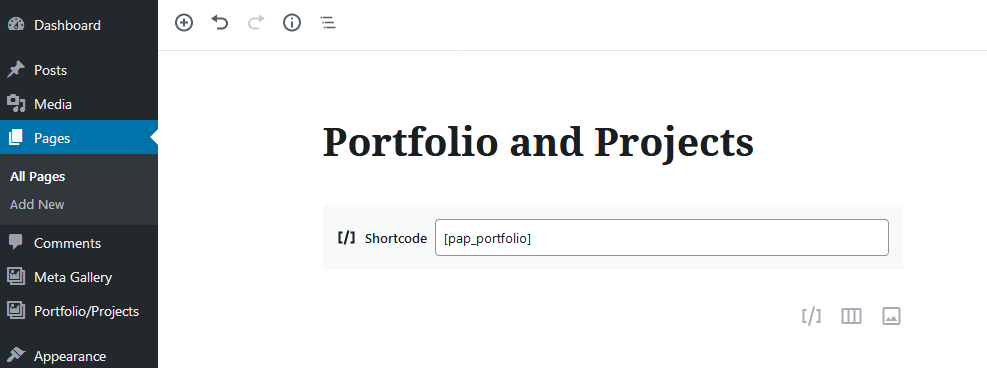 Dashboard
Posts
Media
Pages
All Pages
Add New
Comments
Meta Gallery
Portfolio/Projects
Appearance
Portfolio and Projects
[/] Shortcode [pap_portfolio]
[/]